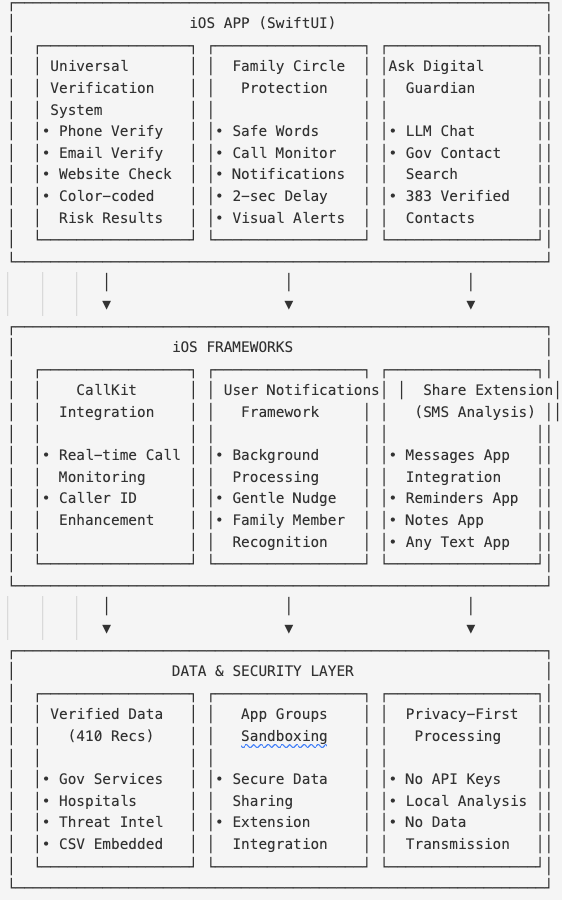 iOS APP (SwiftUI)
Universal
Verification
System
• Phone Verify
• Email Verify
• Website Check
• Color-coded
Risk Results
Family Circle
Protection
• Safe Words
• Call Monitor
• Notifications
• 2-sec Delay
• Visual Alerts
Ask Digital
Guardian
• LLM Chat
• Gov Contact
Search
• 383 Verified
Contacts
iOS FRAMEWORKS
CallKit
Integration
• Real-time Call
Monitoring
• Caller ID
Enhancement
User Notifications
Framework
• Background
Processing
• Gentle Nudge
• Family Member
Recognition
Share Extension
(SMS Analysis)
• Messages App
Integration
• Reminders App
• Notes App
• Any Text App
DATA & SECURITY LAYER
Verified Data
(410 Recs)
• Gov Services
• Hospitals
• Threat Intel
• CSV Embedded
App Groups
Sandboxing
• Secure Data
Sharing
• Extension
Integration
Privacy-First
Processing
• No API Keys
• Local Analysis
• No Data
Transmission